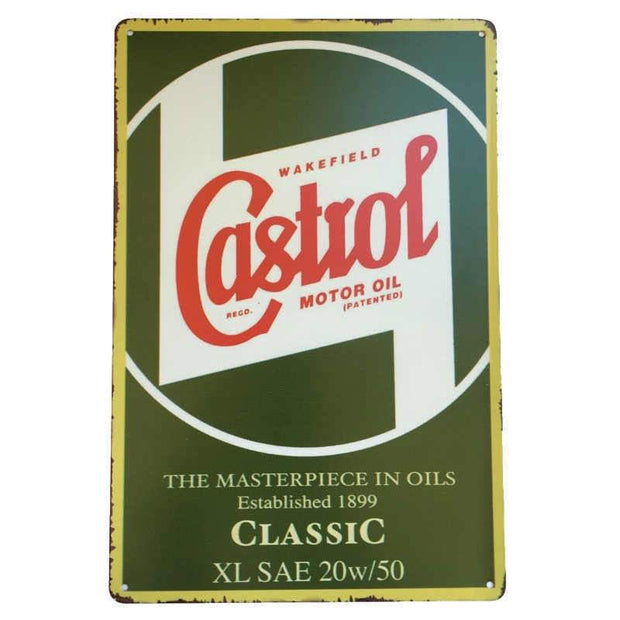 WAKEFIELD
Castrol
REGD. MOTOR OIL
(PATENTED)
THE MASTERPIECE IN OILS
Established 1899
CLASSIC
XL SAE 20w/50